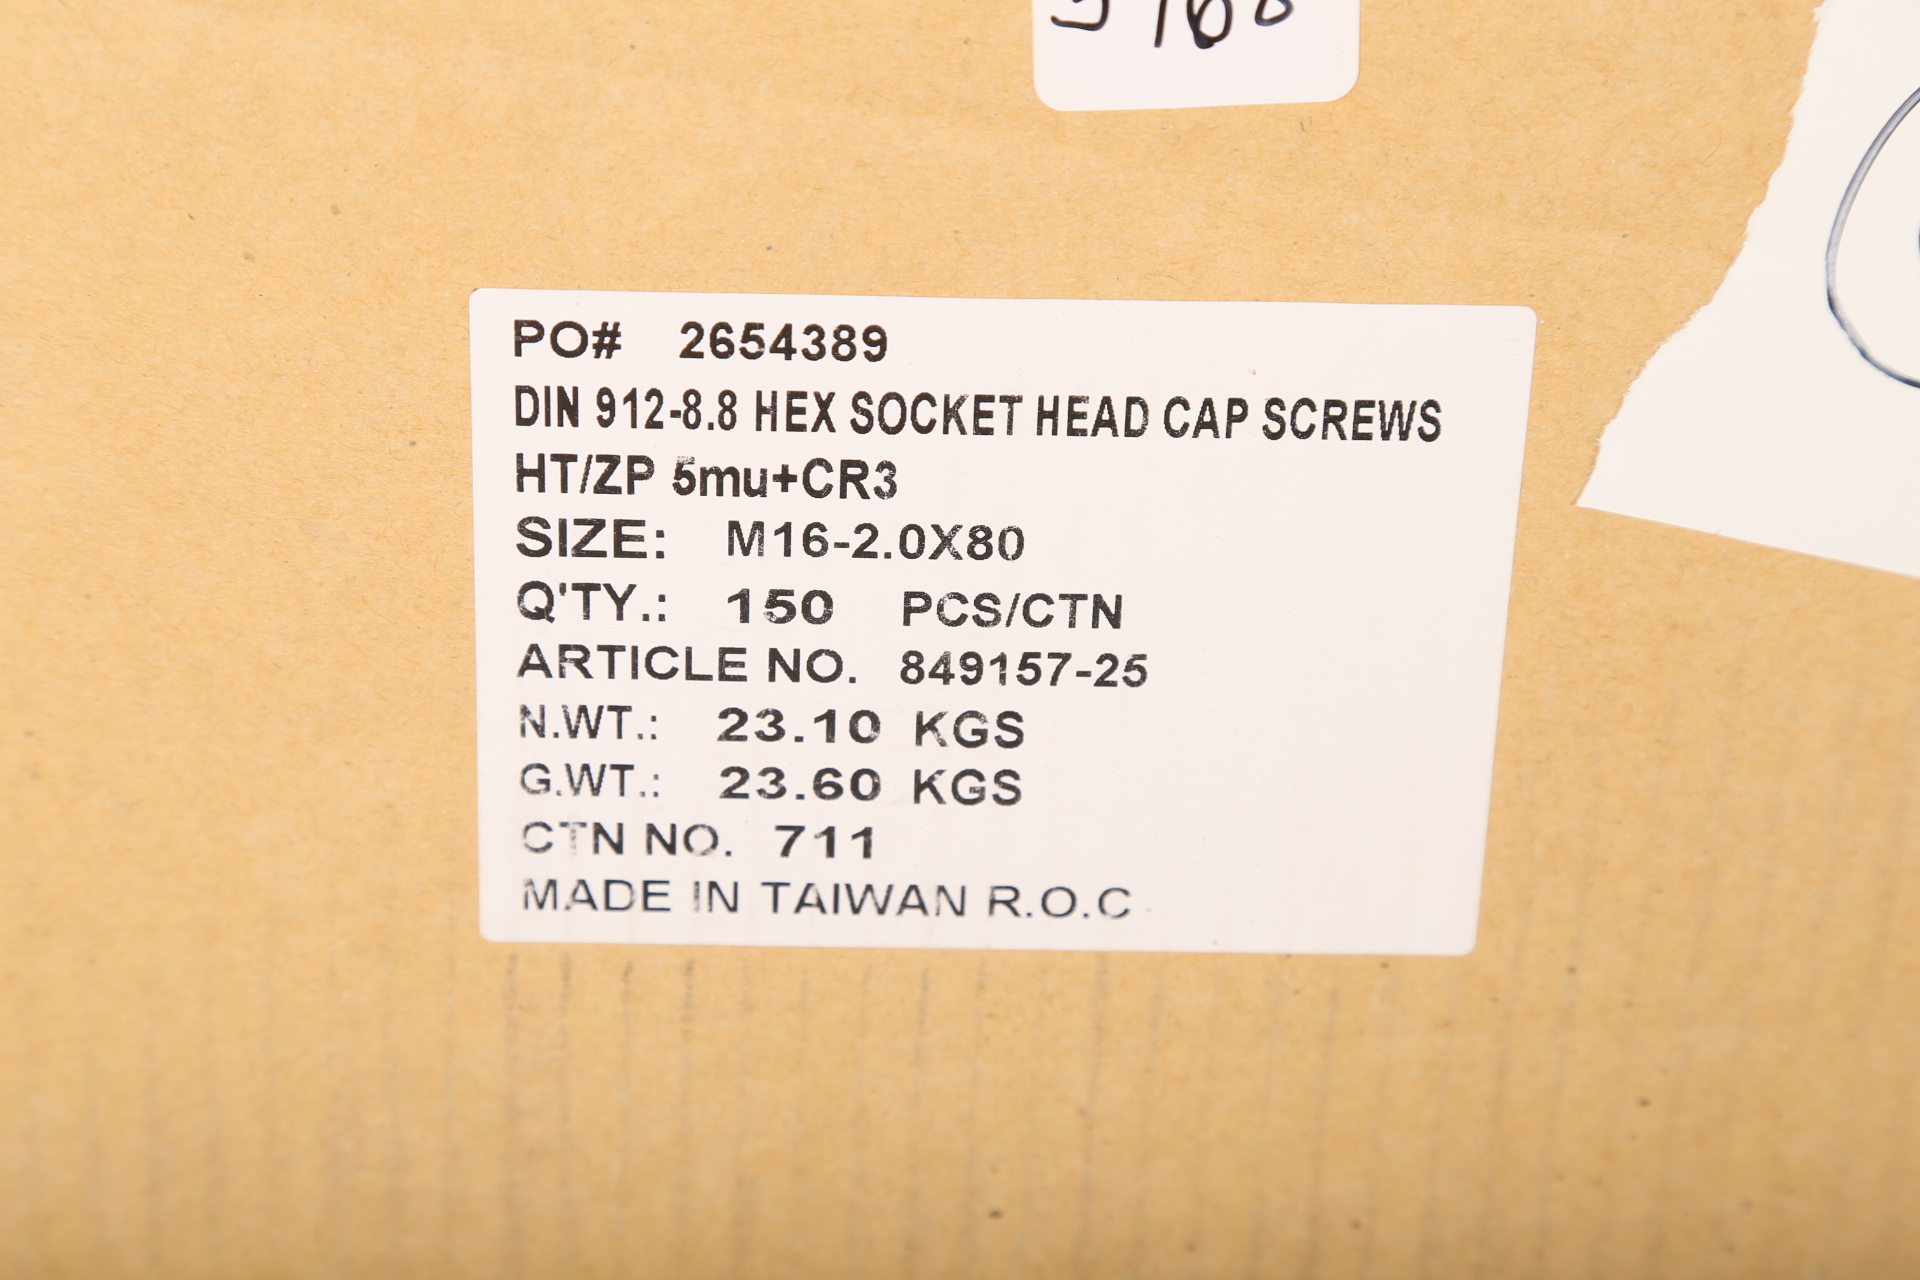 PO# 2654389
DIN 912-8.8 HEX SOCKET HEAD CAP SCREWS
HT/ZP 5mu+CR3
SIZE: M16-2.0X80
Q'TY.: 150 PCS/CTN
ARTICLE NO. 849157-25
N.WT.: 23.10 KGS
G.WT.: 23.60 KGS
CTN NO. 711
MADE IN TAIWAN R.O.C